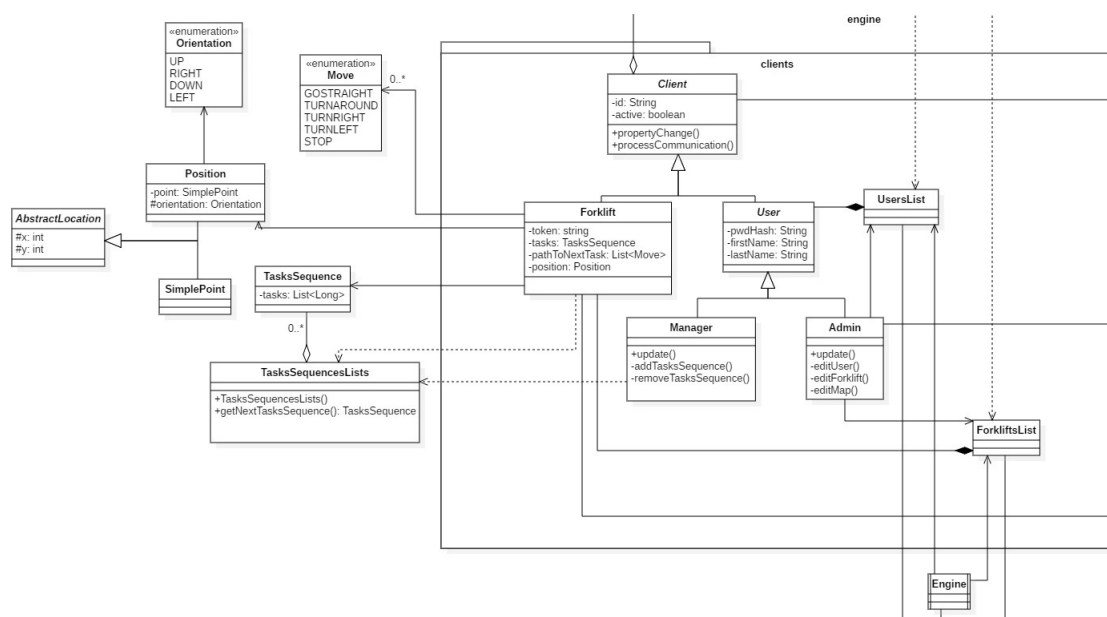 engine
clients
«enumeration»
Orientation
UP
RIGHT
DOWN
LEFT
«enumeration»
Move
GOSTRAIGHT
TURNAROUND
TURNRIGHT
TURNLEFT
STOP
0..*
Client
-id: String
-active: boolean
+propertyChange()
+processCommunication()
Position
-point: SimplePoint
#orientation: Orientation
AbstractLocation
#x: int
#y: int
SimplePoint
Forklift
-token: string
-tasks: TasksSequence
-pathToNextTask: List<Move>
-position: Position
User
-pwdHash: String
-firstName: String
-lastName: String
UsersList
TasksSequence
-tasks: List<Long>
0..*
TasksSequencesLists
+TasksSequencesLists()
+getNextTasksSequence(): TasksSequence
Manager
+update()
-addTasksSequence()
-removeTasksSequence()
Admin
+update()
-editUser()
-editForklift()
-editMap()
ForkliftsList
Engine